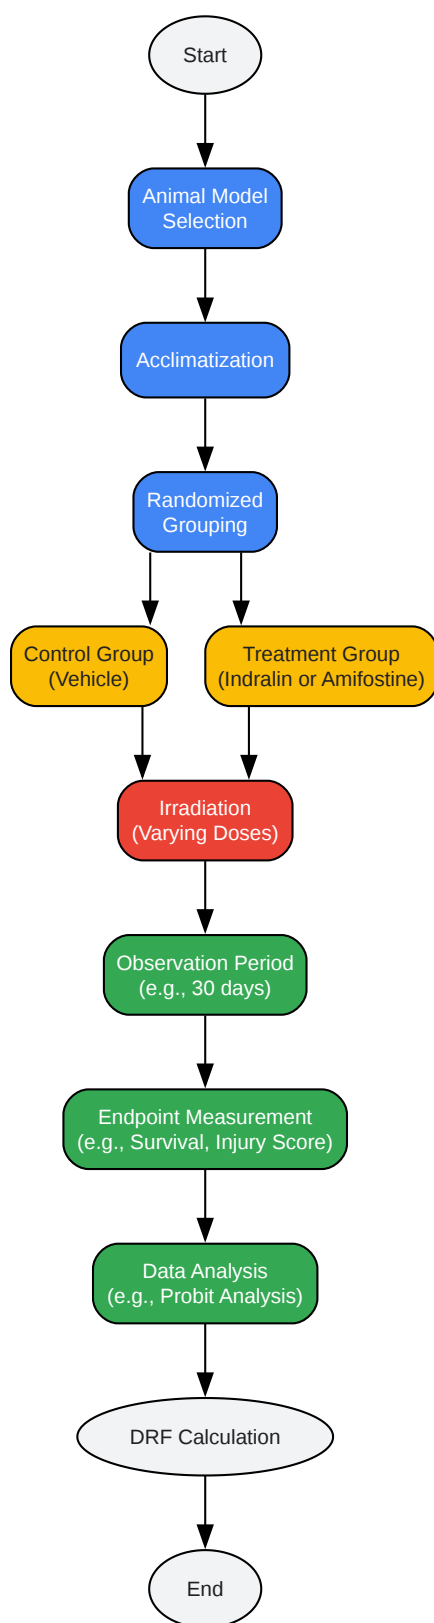 Start
Animal Model
Selection
Acclimatization
Randomized
Grouping
Control Group
(Vehicle)
Treatment Group
(Indralin or Amifostine)
Irradiation
(Varying Doses)
Observation Period
(e.g., 30 days)
Endpoint Measurement
(e.g., Survival, Injury Score)
Data Analysis
(e.g., Probit Analysis)
DRF Calculation
End